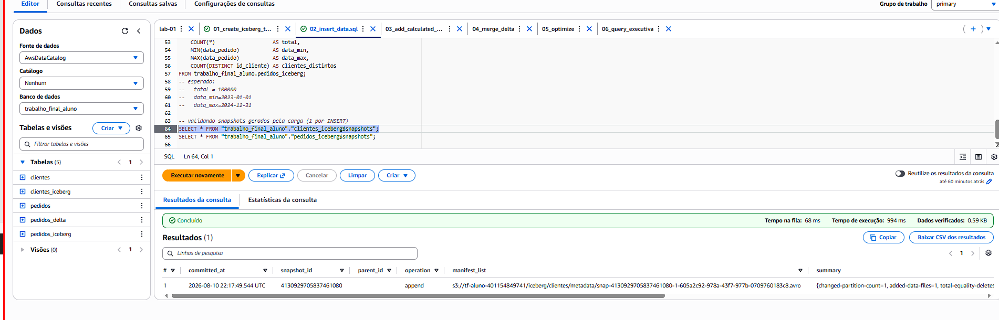 Editor
Consultas recentes
Consultas salvas
Configurações de consultas
Grupo de trabalho
primary
Dados
Fonte de dados
AwsDataCatalog
Catálogo
Nenhum
Banco de dados
trabalho_final_aluno
Tabelas e visões
Criar
Filtrar tabelas e visões
Tabelas (5)
1
clientes
clientes_iceberg
pedidos
pedidos_delta
pedidos_iceberg
Visões (0)
1
lab-01
01_create_iceberg_t...
02_insert_data.sql
03_add_calculated_...
04_merge_delta
05_optimize
06_query_executiva
53 COUNT(*) AS total,
54 MIN(data_pedido) AS data_min,
55 MAX(data_pedido) AS data_max,
56 COUNT(DISTINCT id_cliente) AS clientes_distintos
57 FROM trabalho_final_aluno.pedidos_iceberg;
58 -- esperado:
59 -- total = 100000
60 -- data_min=2023-01-01
61 -- data_max=2024-12-31
62
63 -- validando snapshots gerados pela carga (1 por INSERT)
64 SELECT * FROM "trabalho_final_aluno"."clientes_iceberg$snapshots";
65 SELECT * FROM "trabalho_final_aluno"."pedidos_iceberg$snapshots";
66
SQL Ln 64, Col 1
Executar novamente
Explicar
Cancelar
Limpar
Criar
Reutilize os resultados da consulta
até 60 minutos atrás
Resultados da consulta
Estatísticas da consulta
Concluído
Tempo na fila: 68 ms
Tempo de execução: 994 ms
Dados verificados: 0.59 KB
Resultados (1)
Copiar
Baixar CSV dos resultados
Linhas de pesquisa
1
# committed_at snapshot_id parent_id operation manifest_list summary
1 2026-08-10 22:17:49.544 UTC 4130929705837461080 append s3://tf-aluno-401154849741/iceberg/clientes/metadata/snap-4130929705837461080-1-605a2c92-978a-43f7-977b-0709760183c8.avro {changed-partition-count=1, added-data-files=1, total-equality-deletes